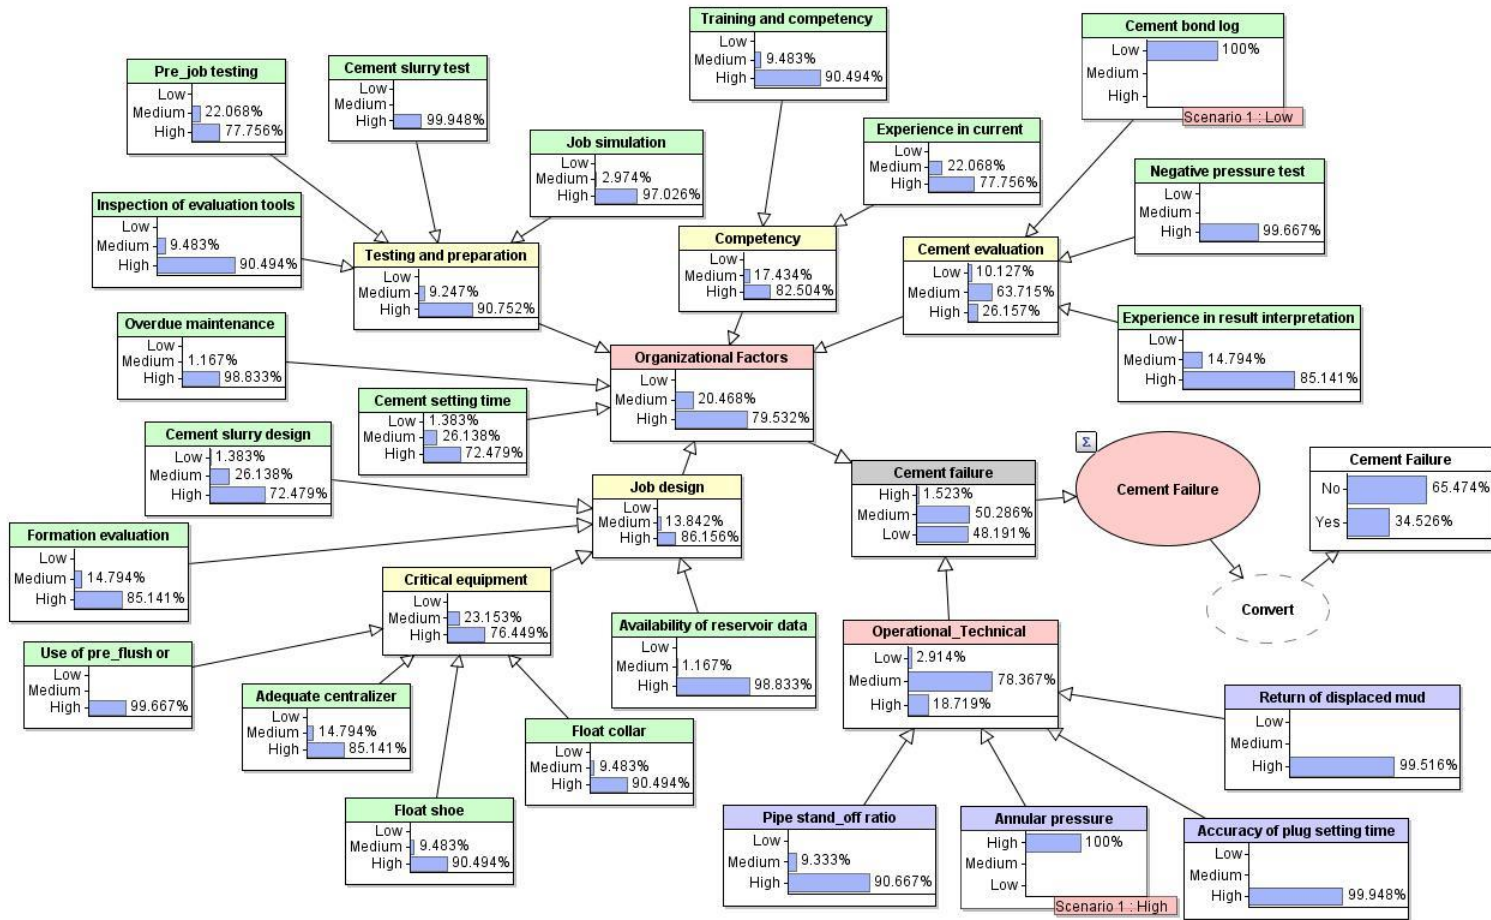 Training and competency
Low
Medium 9.483%
High 90.494%
Cement bond log
Low 100%
Medium
High
Scenario 1 : Low
Pre_job testing
Low
Medium 22.068%
High 77.756%
Cement slurry test
Low
Medium
High 99.948%
Job simulation
Low
Medium 2.974%
High 97.026%
Experience in current
Low
Medium 22.068%
High 77.756%
Negative pressure test
Low
Medium
High 99.667%
Inspection of evaluation tools
Low
Medium 9.483%
High 90.494%
Testing and preparation
Low
Medium 9.247%
High 90.752%
Competency
Low
Medium 17.434%
High 82.504%
Cement evaluation
Low 10.127%
Medium 63.715%
High 26.157%
Experience in result interpretation
Low
Medium 14.794%
High 85.141%
Overdue maintenance
Low
Medium 1.167%
High 98.833%
Organizational Factors
Low
Medium 20.468%
High 79.532%
Cement setting time
Low 1.383%
Medium 26.138%
High 72.479%
Cement slurry design
Low 1.383%
Medium 26.138%
High 72.479%
Job design
Low
Medium 13.842%
High 86.156%
Cement failure
High 1.523%
Medium 50.286%
Low 48.191%
Σ
Cement Failure
Cement Failure
No 65.474%
Yes 34.526%
Formation evaluation
Low
Medium 14.794%
High 85.141%
Critical equipment
Low
Medium 23.153%
High 76.449%
Convert
Availability of reservoir data
Low
Medium 1.167%
High 98.833%
Operational_Technical
Low 2.914%
Medium 78.367%
High 18.719%
Use of pre_flush or
Low
Medium
High 99.667%
Adequate centralizer
Low
Medium 14.794%
High 85.141%
Float collar
Low
Medium 9.483%
High 90.494%
Return of displaced mud
Low
Medium
High 99.516%
Float shoe
Low
Medium 9.483%
High 90.494%
Pipe stand_off ratio
Low
Medium 9.333%
High 90.667%
Annular pressure
High 100%
Medium
Low
Scenario 1 : High
Accuracy of plug setting time
Low
Medium
High 99.948%